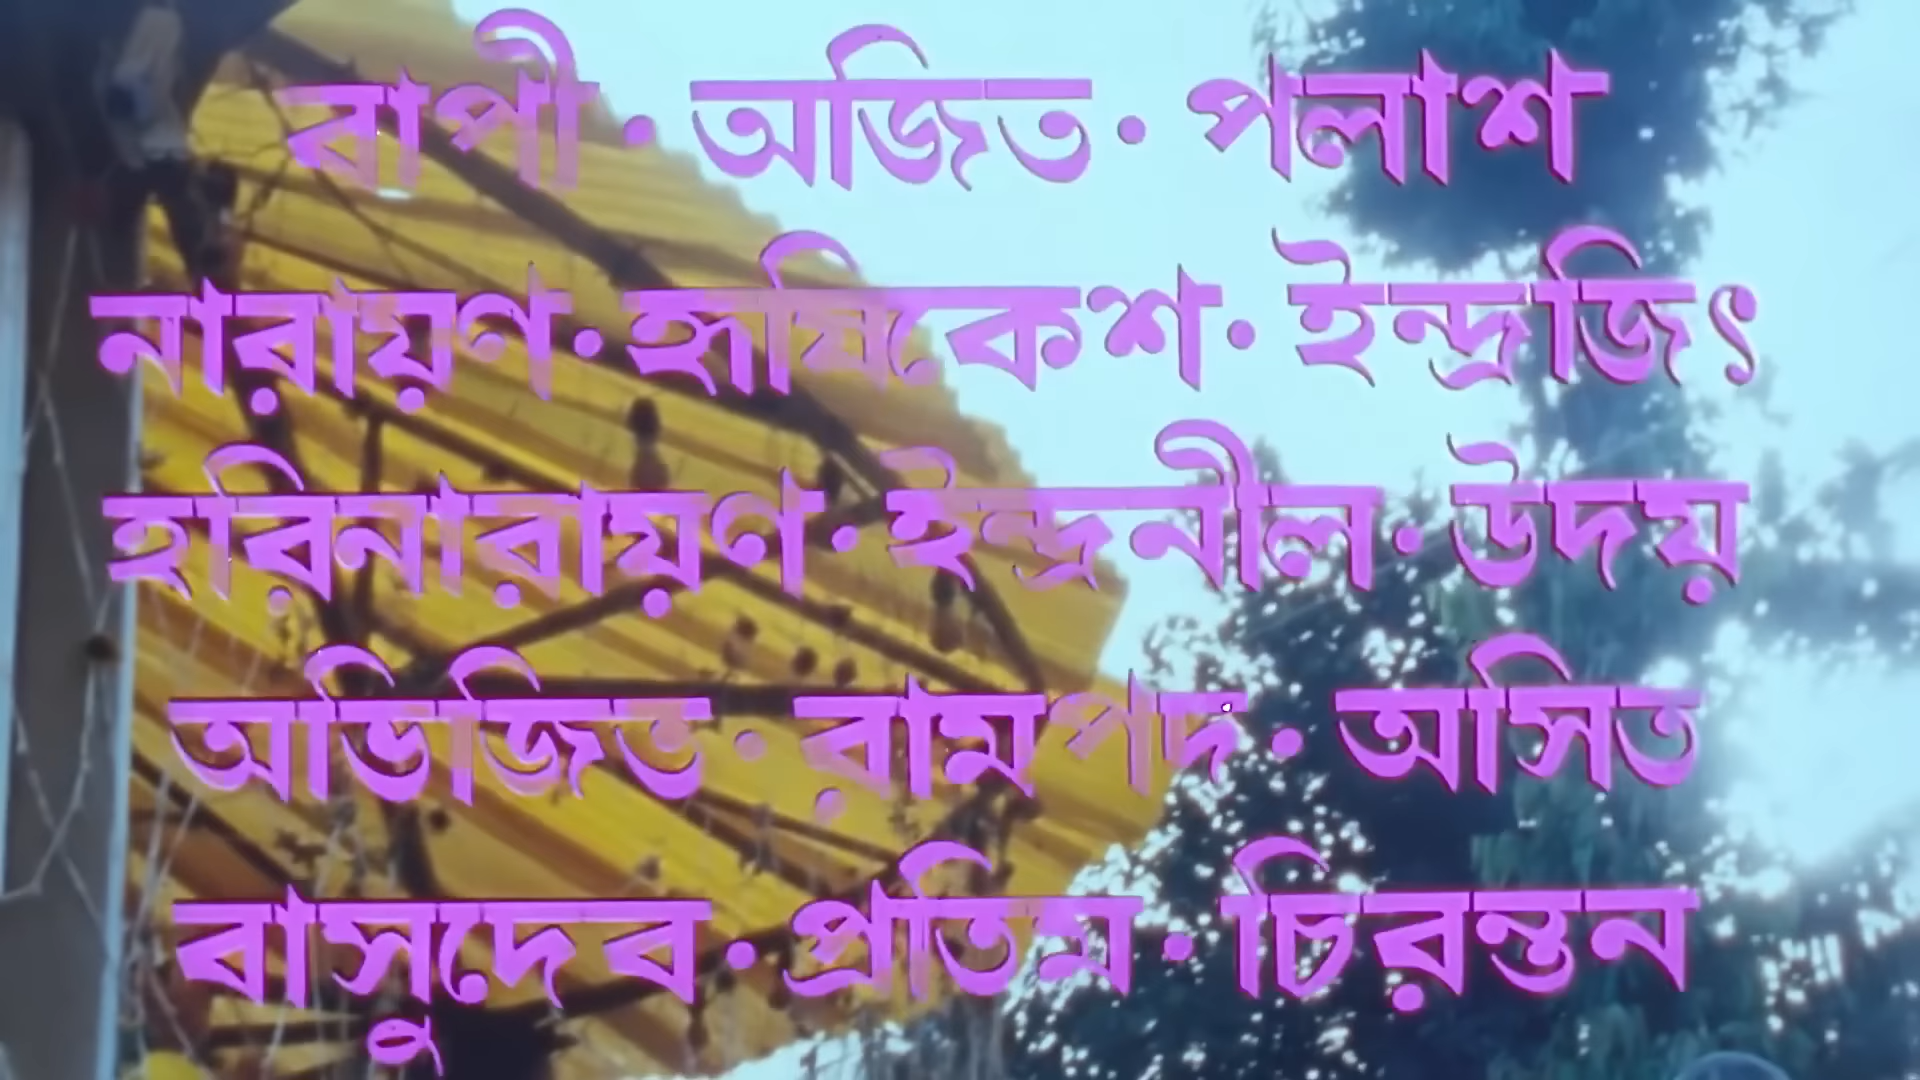 বাপী · অজিত · পলাশ
নারায়ণ · হৃষিকেশ · ইন্দ্রজিৎ
হরিনারায়ণ · ইন্দ্রনীল · উদয়
অভিজিত · রামপদ · অসিত
বাসুদেব · প্রতিম · চিরন্তন